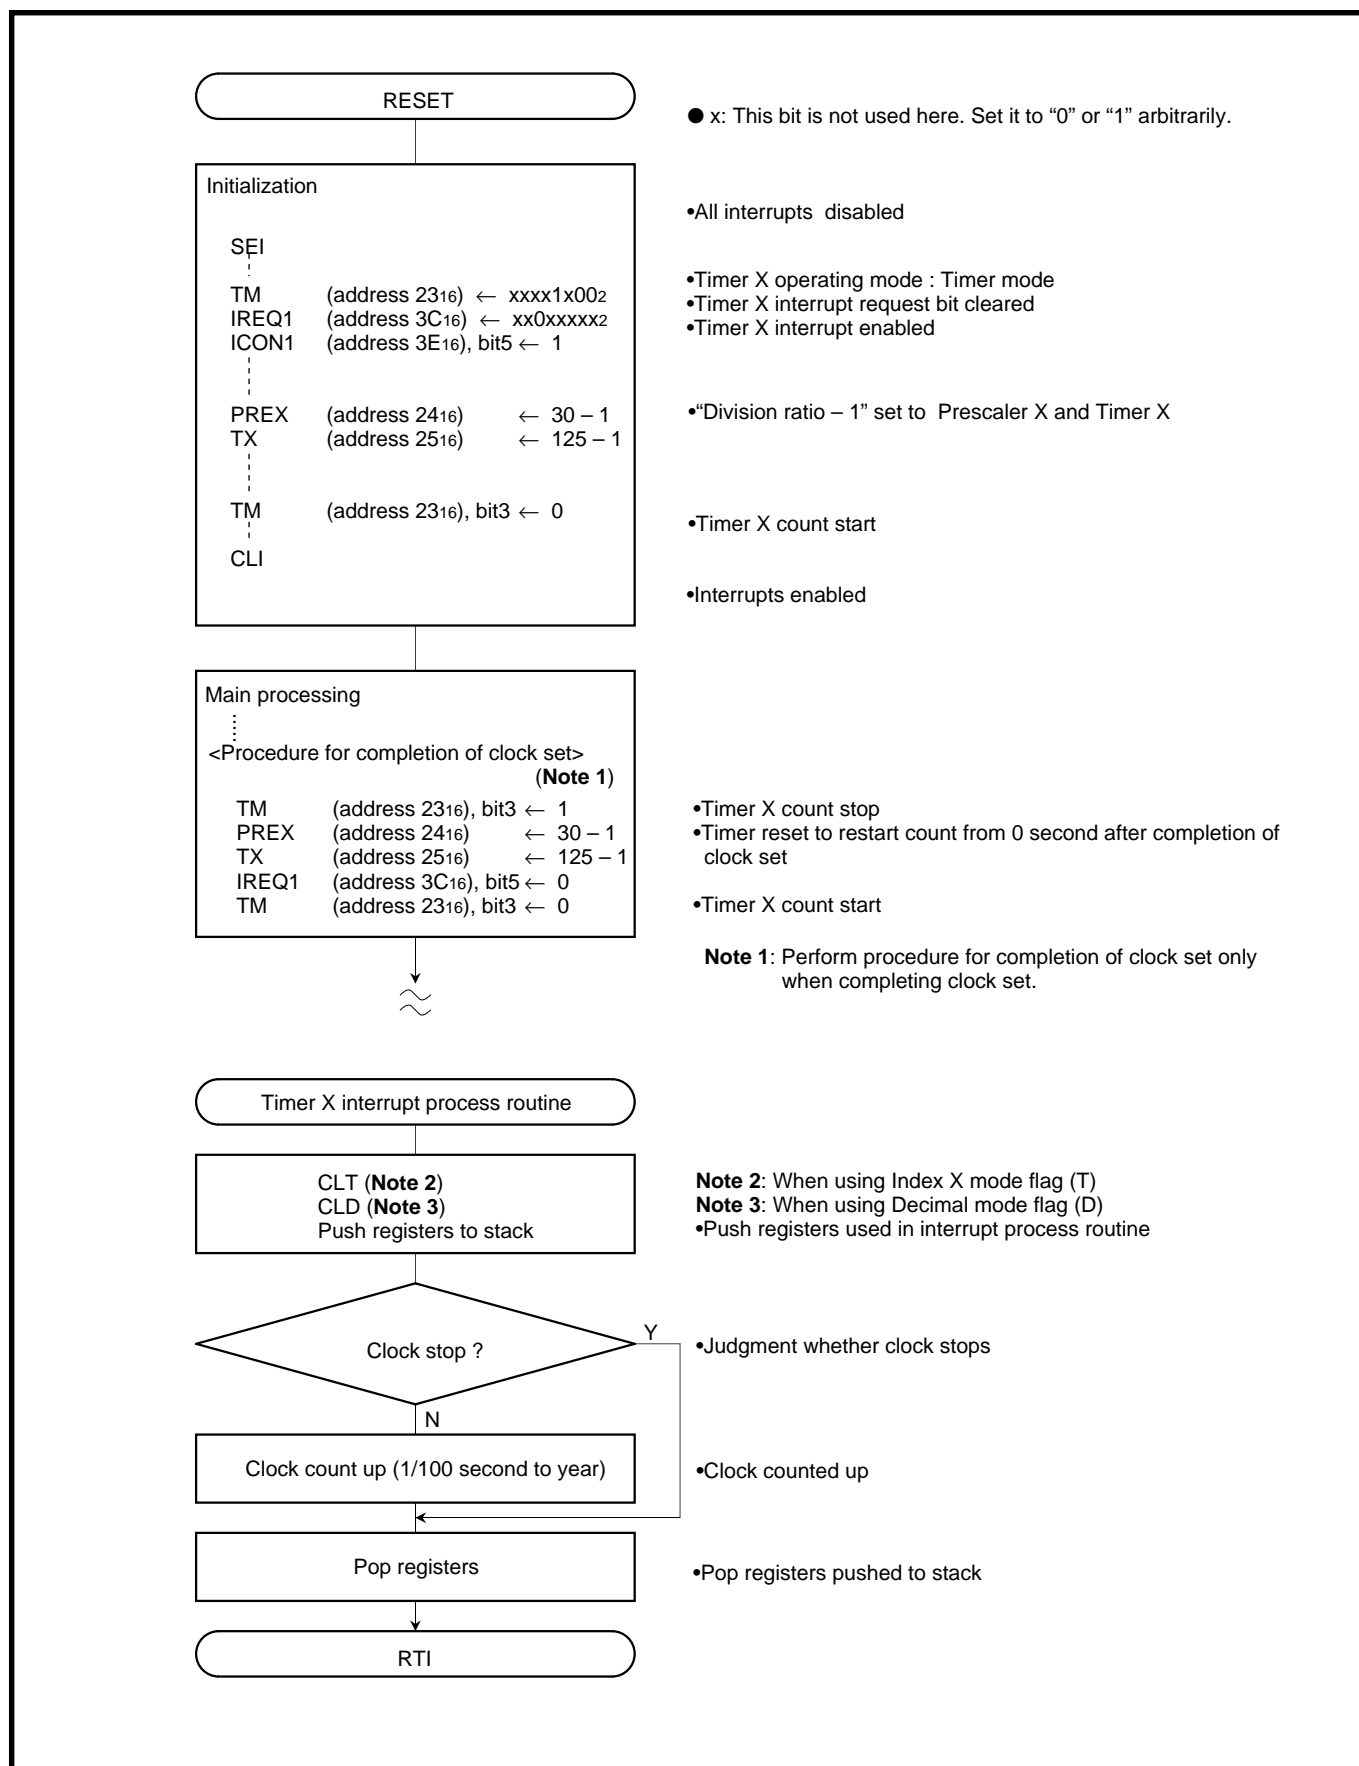 RESET
● x: This bit is not used here. Set it to “0” or “1” arbitrarily.
Initialization
•All interrupts disabled
SEI
•Timer X operating mode : Timer mode
TM (address 2316) ← xxxx1x002
•Timer X interrupt request bit cleared
IREQ1 (address 3C16) ← xx0xxxxx2
•Timer X interrupt enabled
ICON1 (address 3E16), bit5 ← 1
PREX (address 2416) ← 30 – 1
•“Division ratio – 1” set to Prescaler X and Timer X
TX (address 2516) ← 125 – 1
TM (address 2316), bit3 ← 0
•Timer X count start
CLI
•Interrupts enabled
Main processing
<Procedure for completion of clock set>
(Note 1)
TM (address 2316), bit3 ← 1
•Timer X count stop
PREX (address 2416) ← 30 – 1
•Timer reset to restart count from 0 second after completion of
TX (address 2516) ← 125 – 1
clock set
IREQ1 (address 3C16), bit5 ← 0
TM (address 2316), bit3 ← 0
•Timer X count start
Note 1: Perform procedure for completion of clock set only
when completing clock set.
Timer X interrupt process routine
CLT (Note 2)
Note 2: When using Index X mode flag (T)
CLD (Note 3)
Note 3: When using Decimal mode flag (D)
Push registers to stack
•Push registers used in interrupt process routine
Y
Clock stop ?
•Judgment whether clock stops
N
Clock count up (1/100 second to year)
•Clock counted up
Pop registers
•Pop registers pushed to stack
RTI